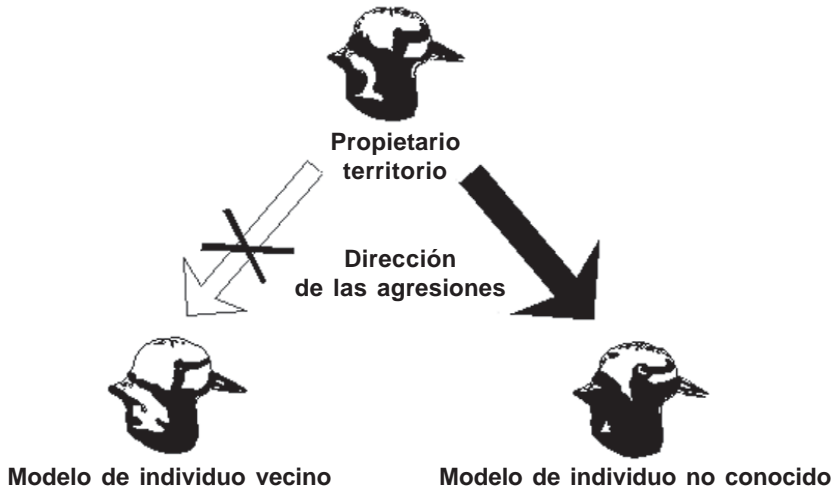 Propietario
territorio
Dirección
de las agresiones
Modelo de individuo vecino
Modelo de individuo no conocido